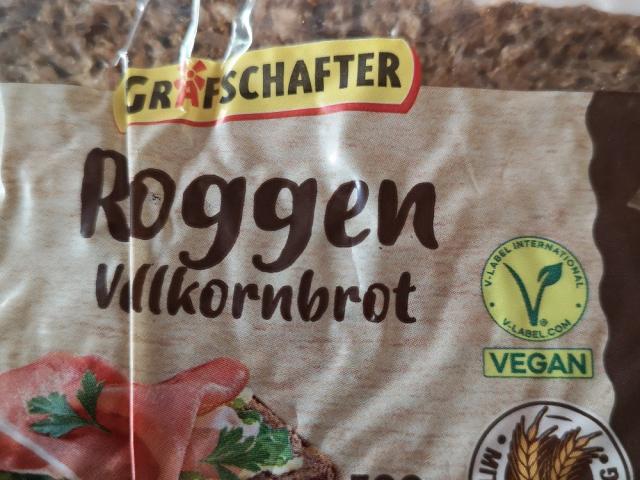 GRAFSCHAFTER
Roggen
Vollkornbrot
V-LABEL INTERNATIONAL
V-LABEL.COM
VEGAN